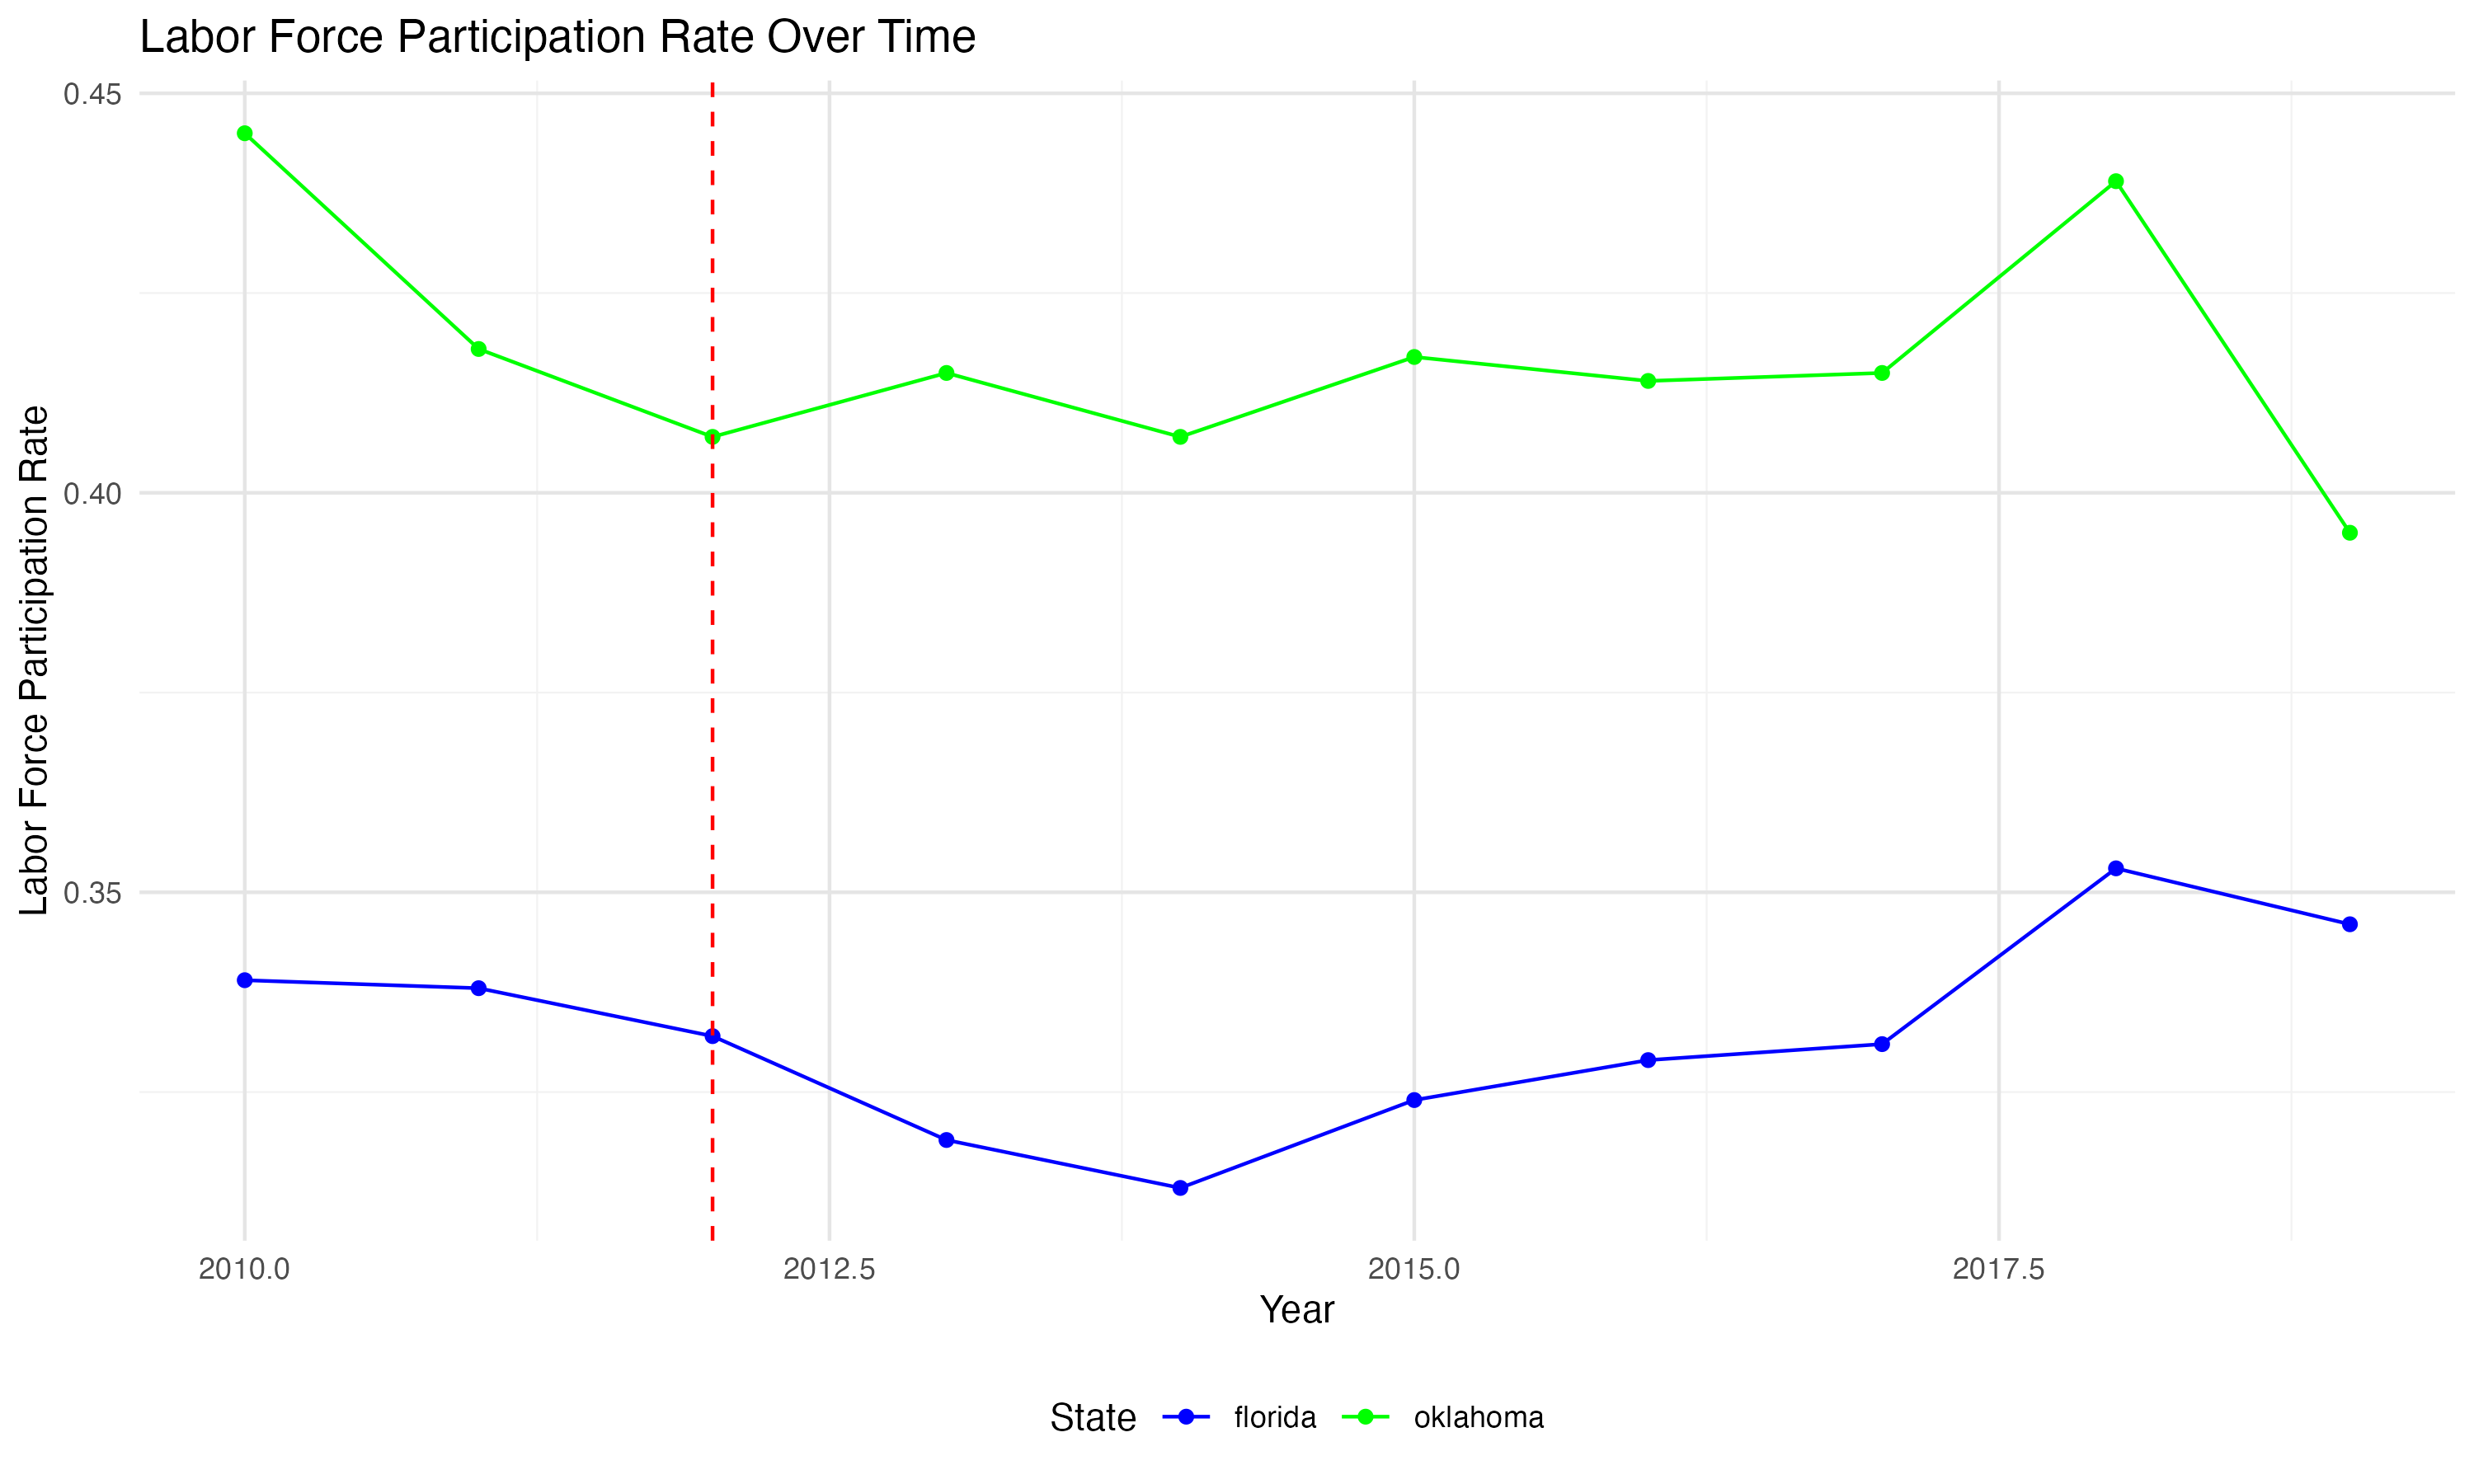 Labor Force Participation Rate Over Time
Labor Force Participation Rate
0.45
0.40
0.35
2010.0 2012.5 2015.0 2017.5
Year
State florida oklahoma